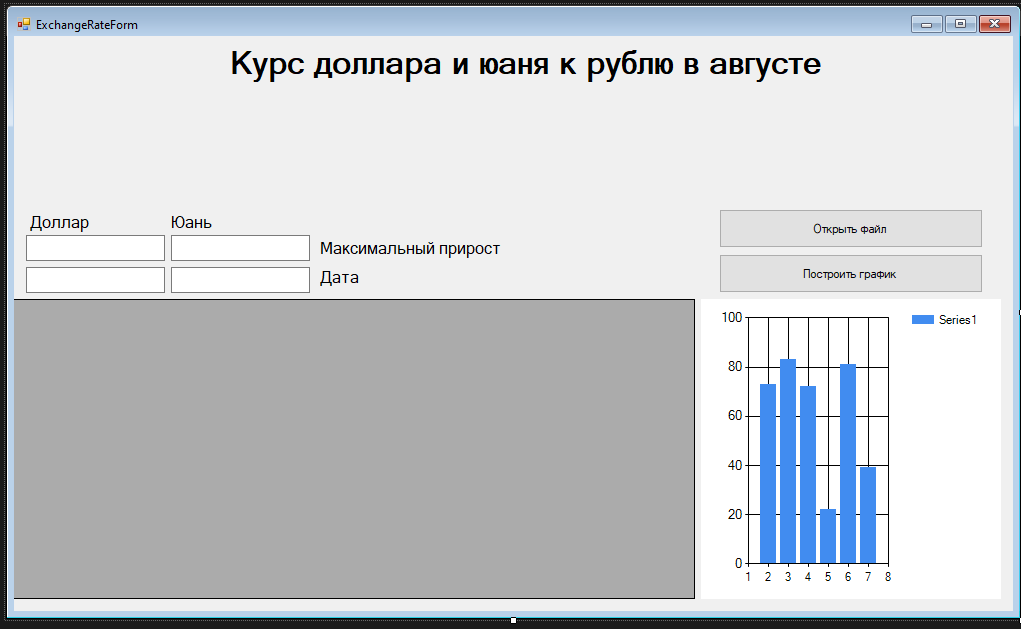 ExchangeRateForm
Курс доллара и юаня к рублю в августе
Доллар Юань
Максимальный прирост
Дата
Открыть файл
Построить график
Series1
100
80
60
40
20
0
1 2 3 4 5 6 7 8